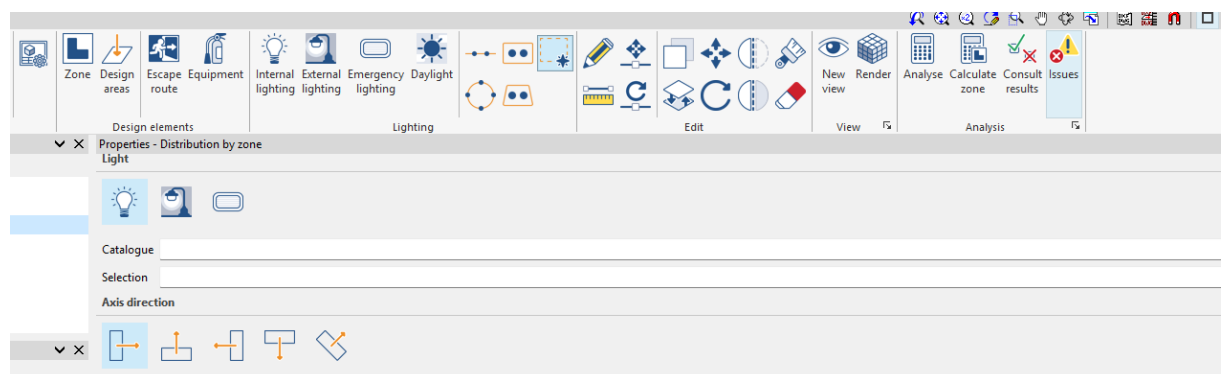 Zone Design areas Escape route Equipment Internal lighting External lighting Emergency lighting Daylight New view Render Analyse Calculate zone Consult results Issues
Design elements Lighting Edit View Analysis
Properties - Distribution by zone
Light
Catalogue
Selection
Axis direction